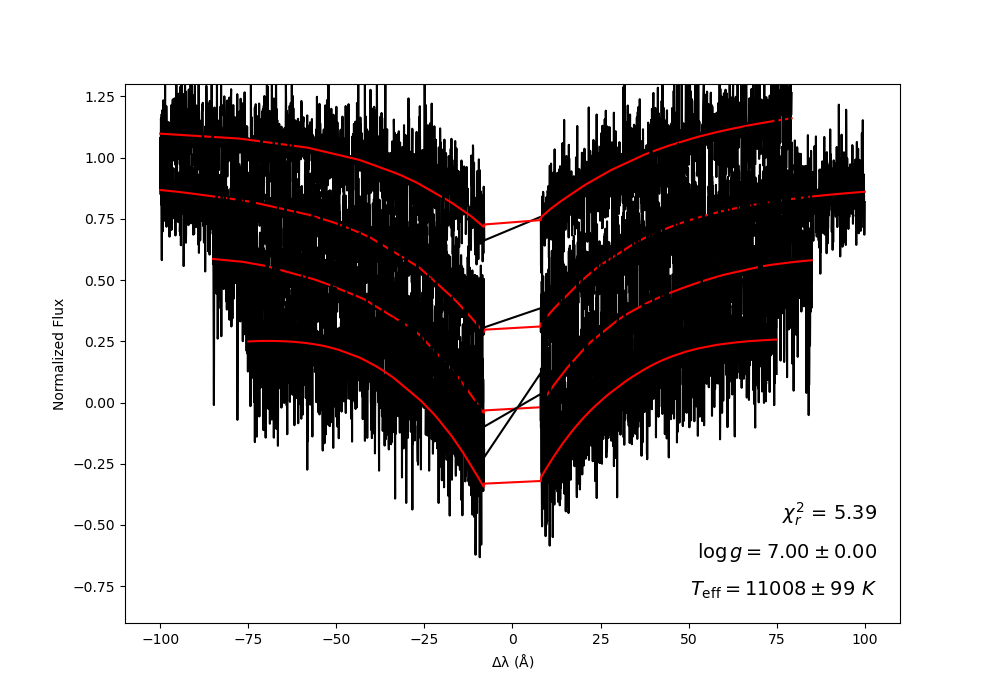 1.25
1.00
0.75
0.50
0.25
0.00
−0.25
−0.50
−0.75
Normalized Flux
χ²ᵣ = 5.39
log g = 7.00 ± 0.00
T_eff = 11008 ± 99 K
−100 −75 −50 −25 0 25 50 75 100
Δλ (Å)